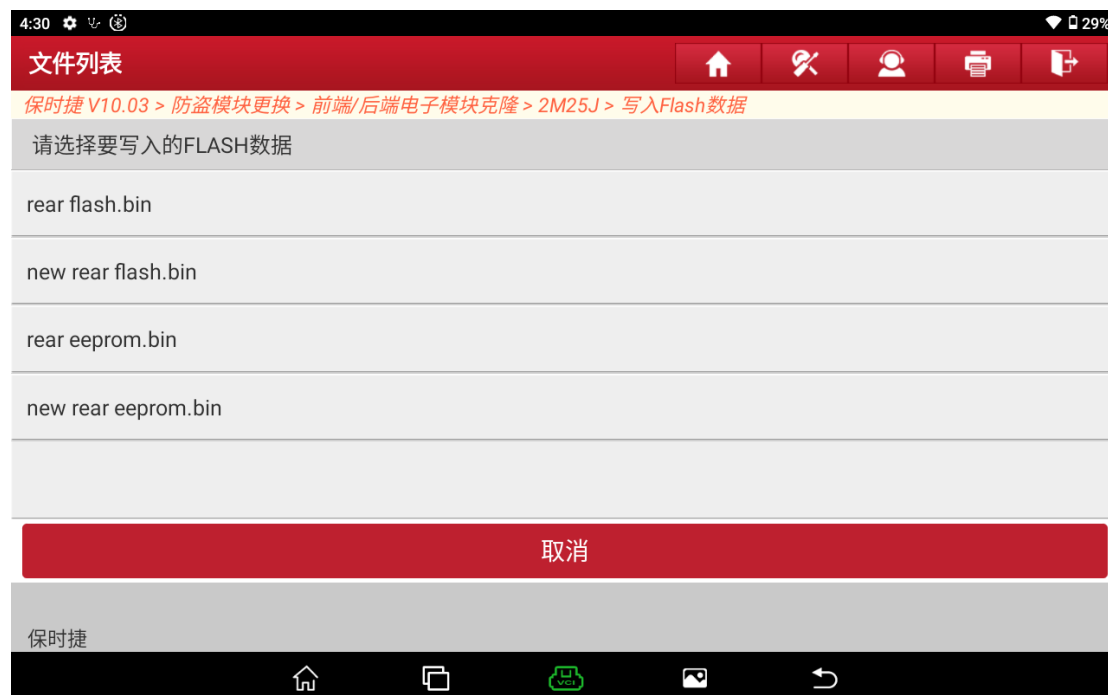 4:30 29%
文件列表
保时捷 V10.03 > 防盗模块更换 > 前端/后端电子模块克隆 > 2M25J > 写入Flash数据
请选择要写入的FLASH数据
rear flash.bin
new rear flash.bin
rear eeprom.bin
new rear eeprom.bin
取消
保时捷
VCI